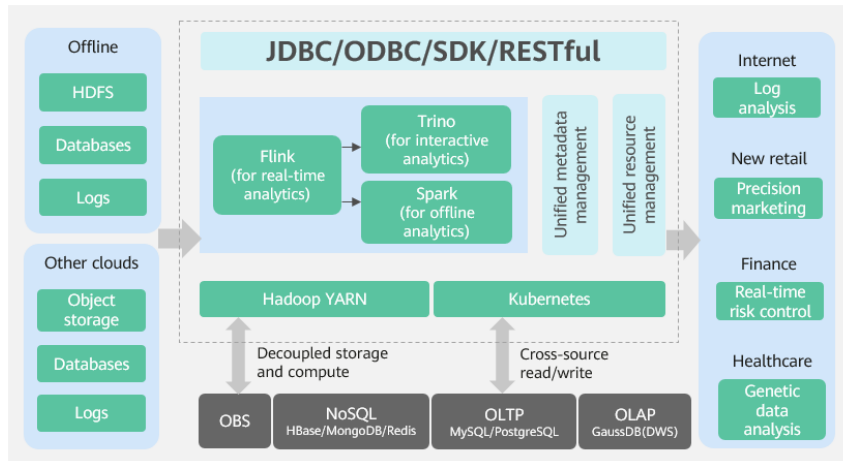 Offline
HDFS
Databases
Logs
Other clouds
Object
storage
Databases
Logs
JDBC/ODBC/SDK/RESTful
Flink
(for real-time
analytics)
Trino
(for interactive
analytics)
Spark
(for offline
analytics)
Unified metadata
management
Unified resource
management
Hadoop YARN
Kubernetes
Decoupled storage
and compute
Cross-source
read/write
OBS
NoSQL
HBase/MongoDB/Redis
OLTP
MySQL/PostgreSQL
OLAP
GaussDB(DWS)
Internet
Log
analysis
New retail
Precision
marketing
Finance
Real-time
risk control
Healthcare
Genetic
data
analysis